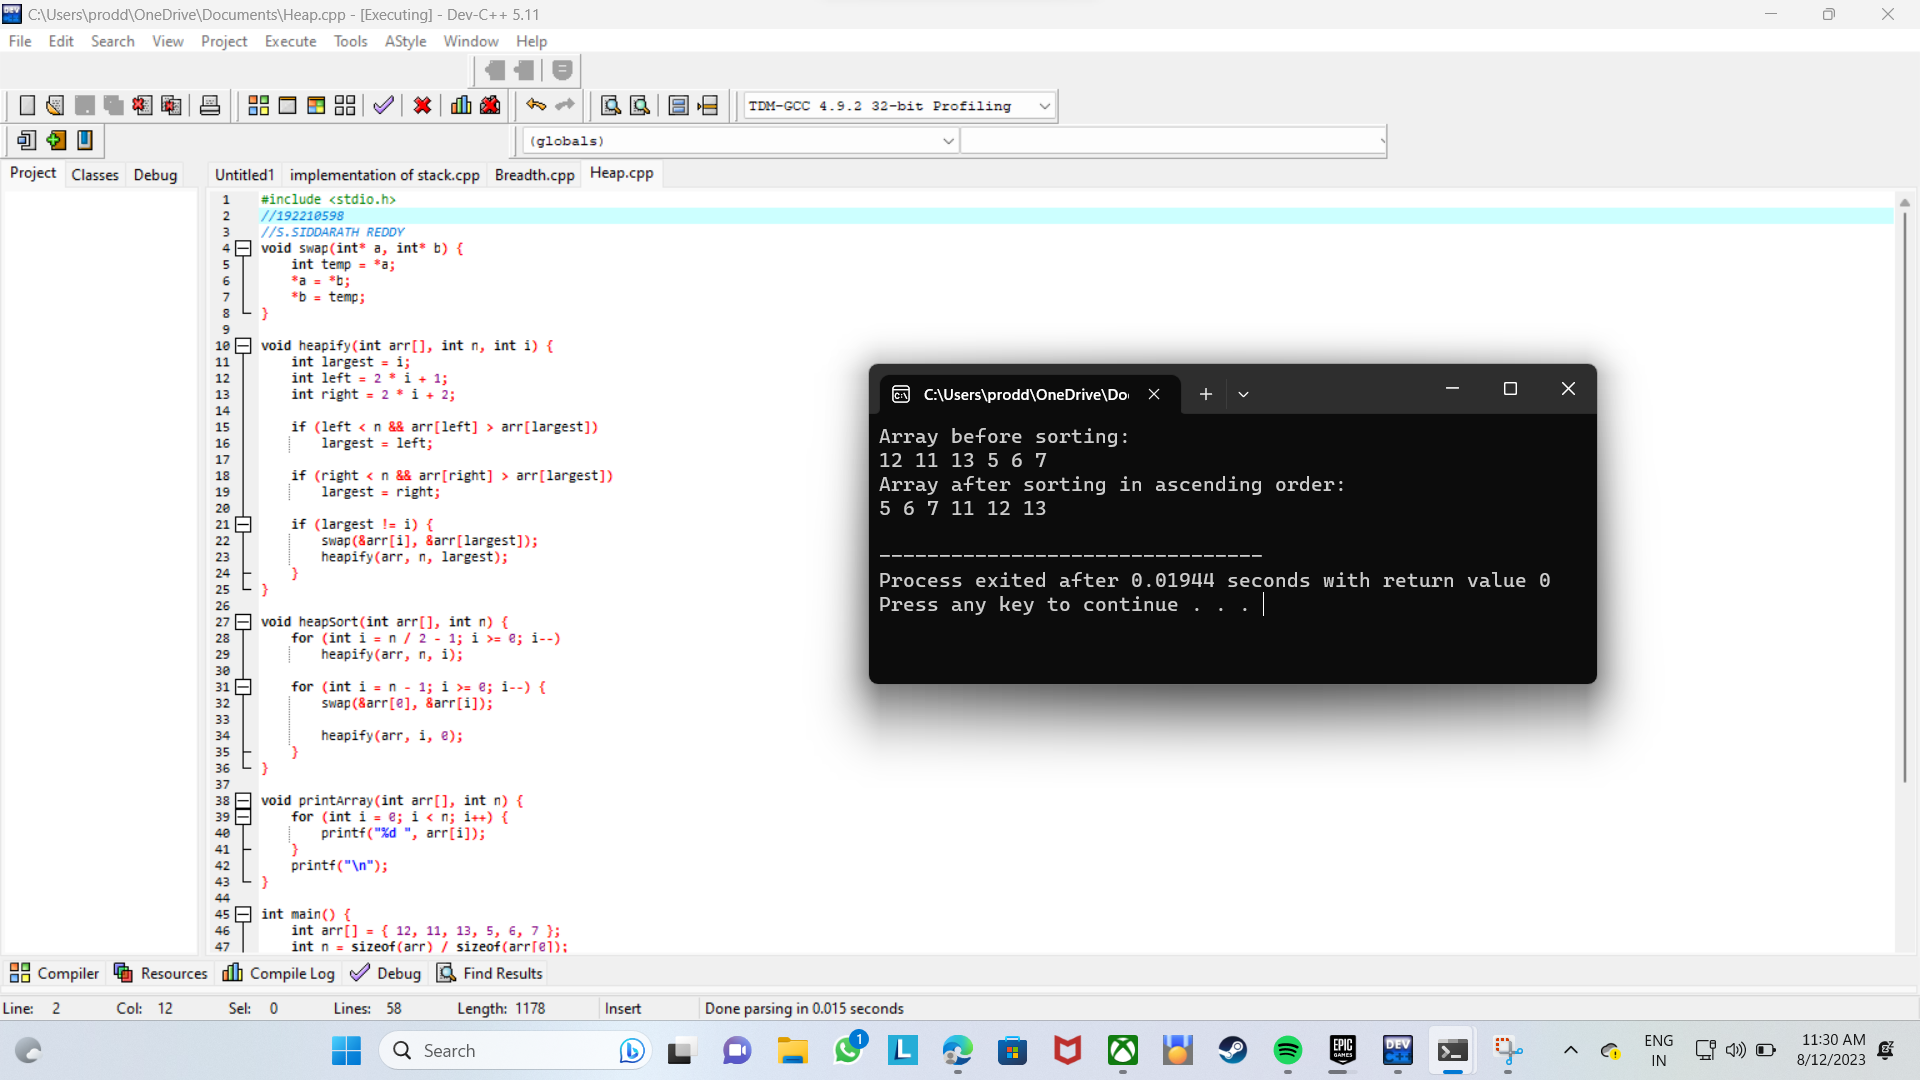 C:\Users\prodd\OneDrive\Documents\Heap.cpp - [Executing] - Dev-C++ 5.11
File Edit Search View Project Execute Tools AStyle Window Help
TDM-GCC 4.9.2 32-bit Profiling
(globals)
Project Classes Debug
Untitled1 implementation of stack.cpp Breadth.cpp Heap.cpp
1 #include <stdio.h>
2 //192210598
3 //S.SIDDARATH REDDY
4 void swap(int* a, int* b) {
5 int temp = *a;
6 *a = *b;
7 *b = temp;
8 }
9
10 void heapify(int arr[], int n, int i) {
11 int largest = i;
12 int left = 2 * i + 1;
13 int right = 2 * i + 2;
14
15 if (left < n && arr[left] > arr[largest])
16 largest = left;
17
18 if (right < n && arr[right] > arr[largest])
19 largest = right;
20
21 if (largest != i) {
22 swap(&arr[i], &arr[largest]);
23 heapify(arr, n, largest);
24 }
25 }
26
27 void heapSort(int arr[], int n) {
28 for (int i = n / 2 - 1; i >= 0; i--)
29 heapify(arr, n, i);
30
31 for (int i = n - 1; i >= 0; i--) {
32 swap(&arr[0], &arr[i]);
33
34 heapify(arr, i, 0);
35 }
36 }
37
38 void printArray(int arr[], int n) {
39 for (int i = 0; i < n; i++) {
40 printf("%d ", arr[i]);
41 }
42 printf("\n");
43 }
44
45 int main() {
46 int arr[] = { 12, 11, 13, 5, 6, 7 };
47 int n = sizeof(arr) / sizeof(arr[0]);
C:\Users\prodd\OneDrive\Do
Array before sorting:
12 11 13 5 6 7
Array after sorting in ascending order:
5 6 7 11 12 13
--------------------------------
Process exited after 0.01944 seconds with return value 0
Press any key to continue . . .
Compiler Resources Compile Log Debug Find Results
Line: 2 Col: 12 Sel: 0 Lines: 58 Length: 1178 Insert Done parsing in 0.015 seconds
Search
1
L
EPIC GAMES
DEV
ENG
IN
11:30 AM
8/12/2023